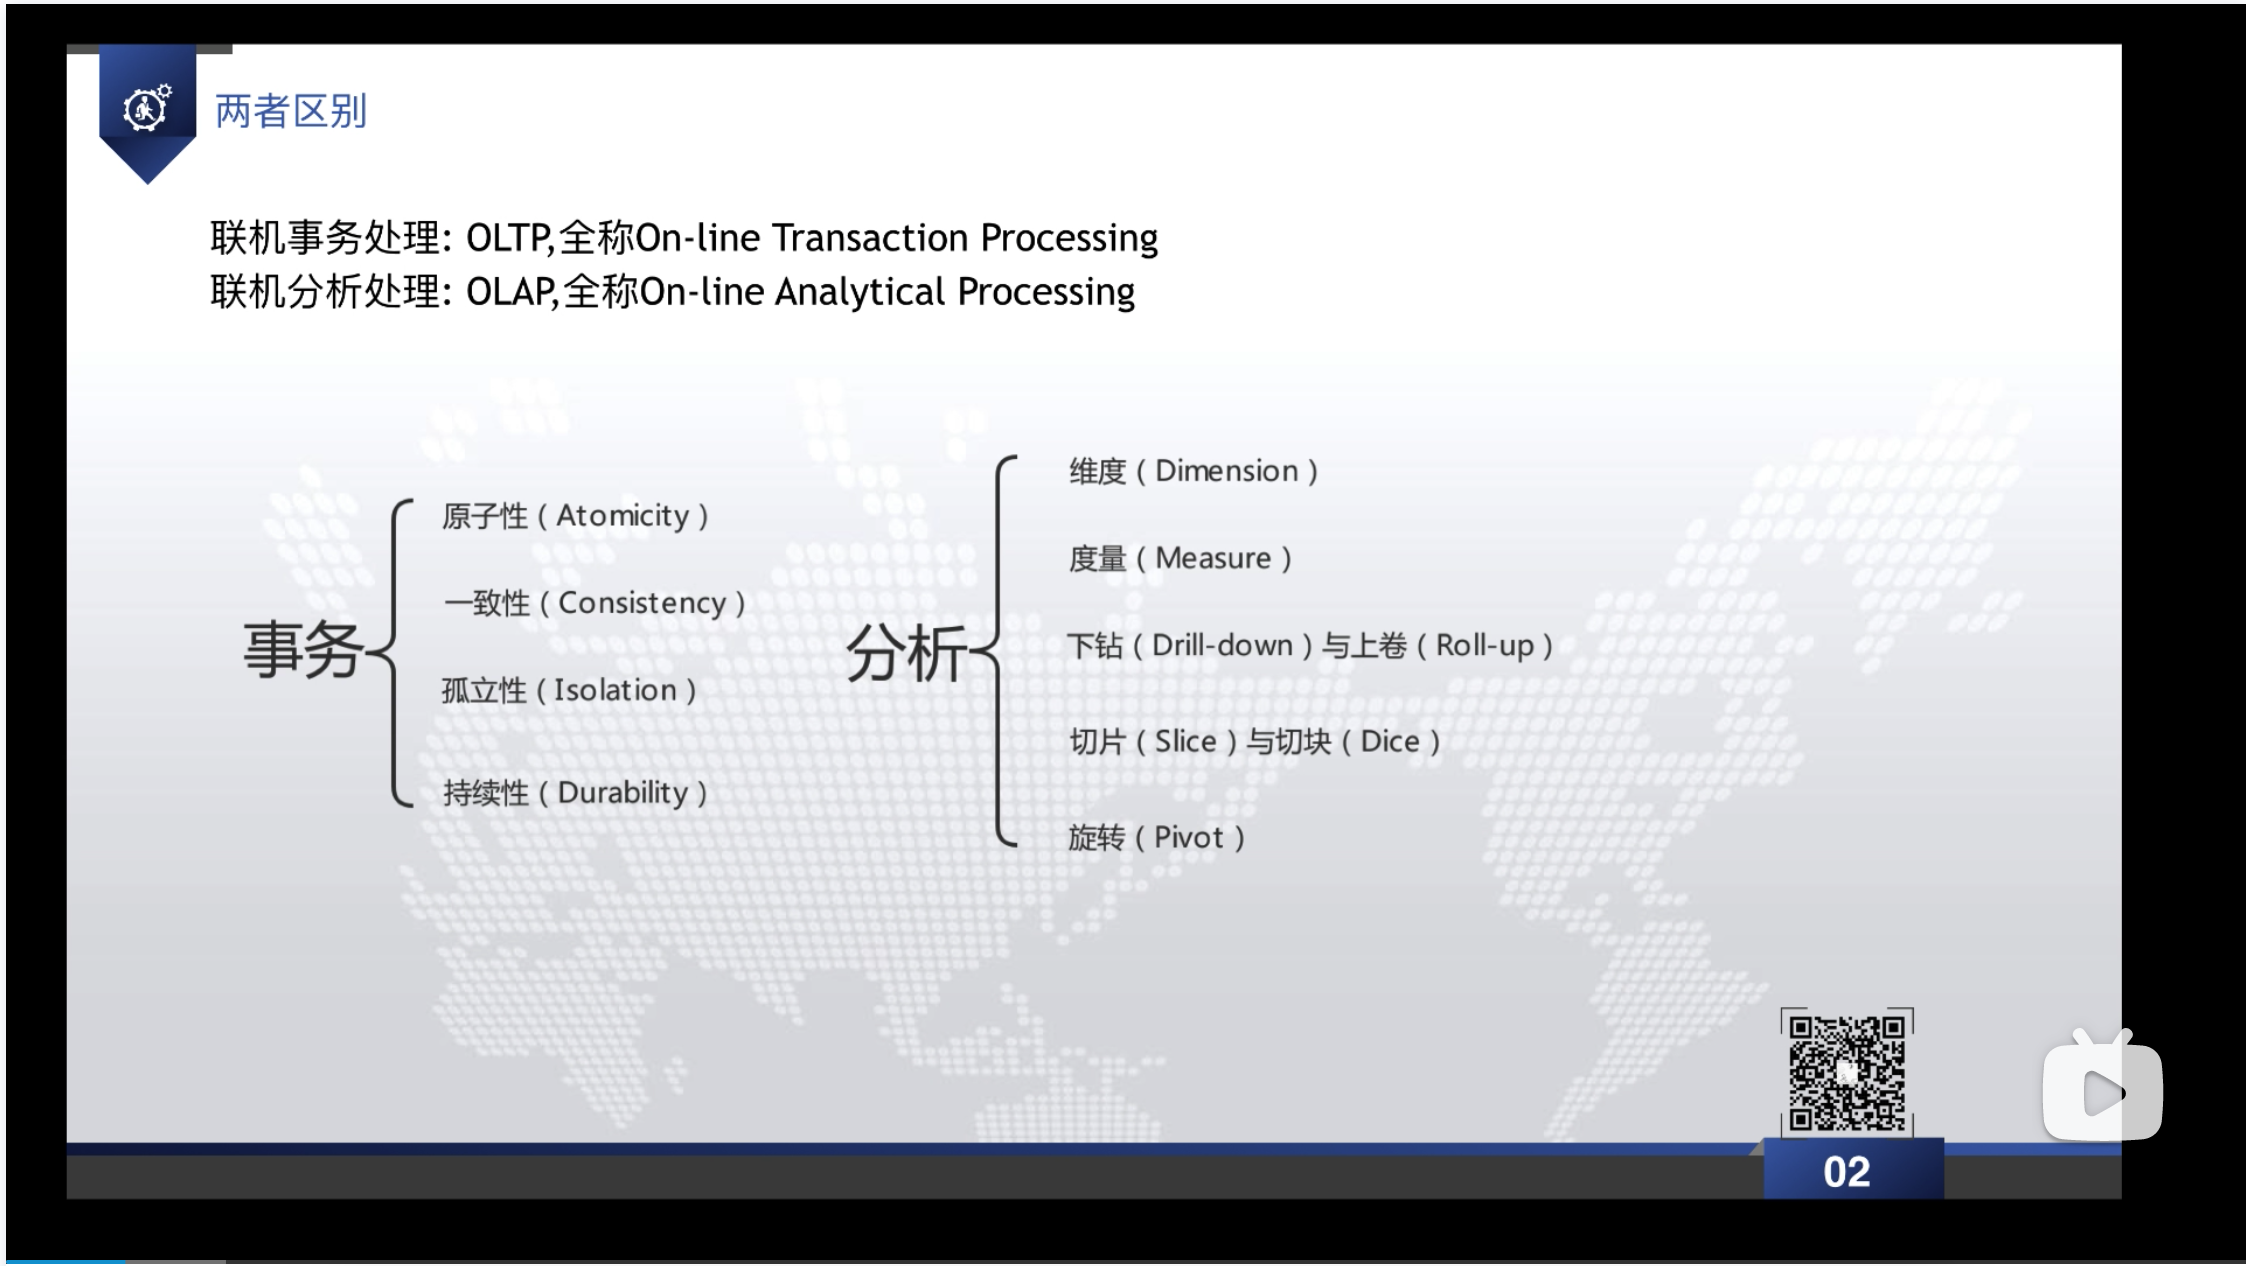 两者区别
联机事务处理: OLTP,全称On-line Transaction Processing
联机分析处理: OLAP,全称On-line Analytical Processing
事务
原子性 ( Atomicity )
一致性 ( Consistency )
孤立性 ( Isolation )
持续性 ( Durability )
分析
维度 ( Dimension )
度量 ( Measure )
下钻 ( Drill-down ) 与上卷 ( Roll-up )
切片 ( Slice ) 与切块 ( Dice )
旋转 ( Pivot )
02